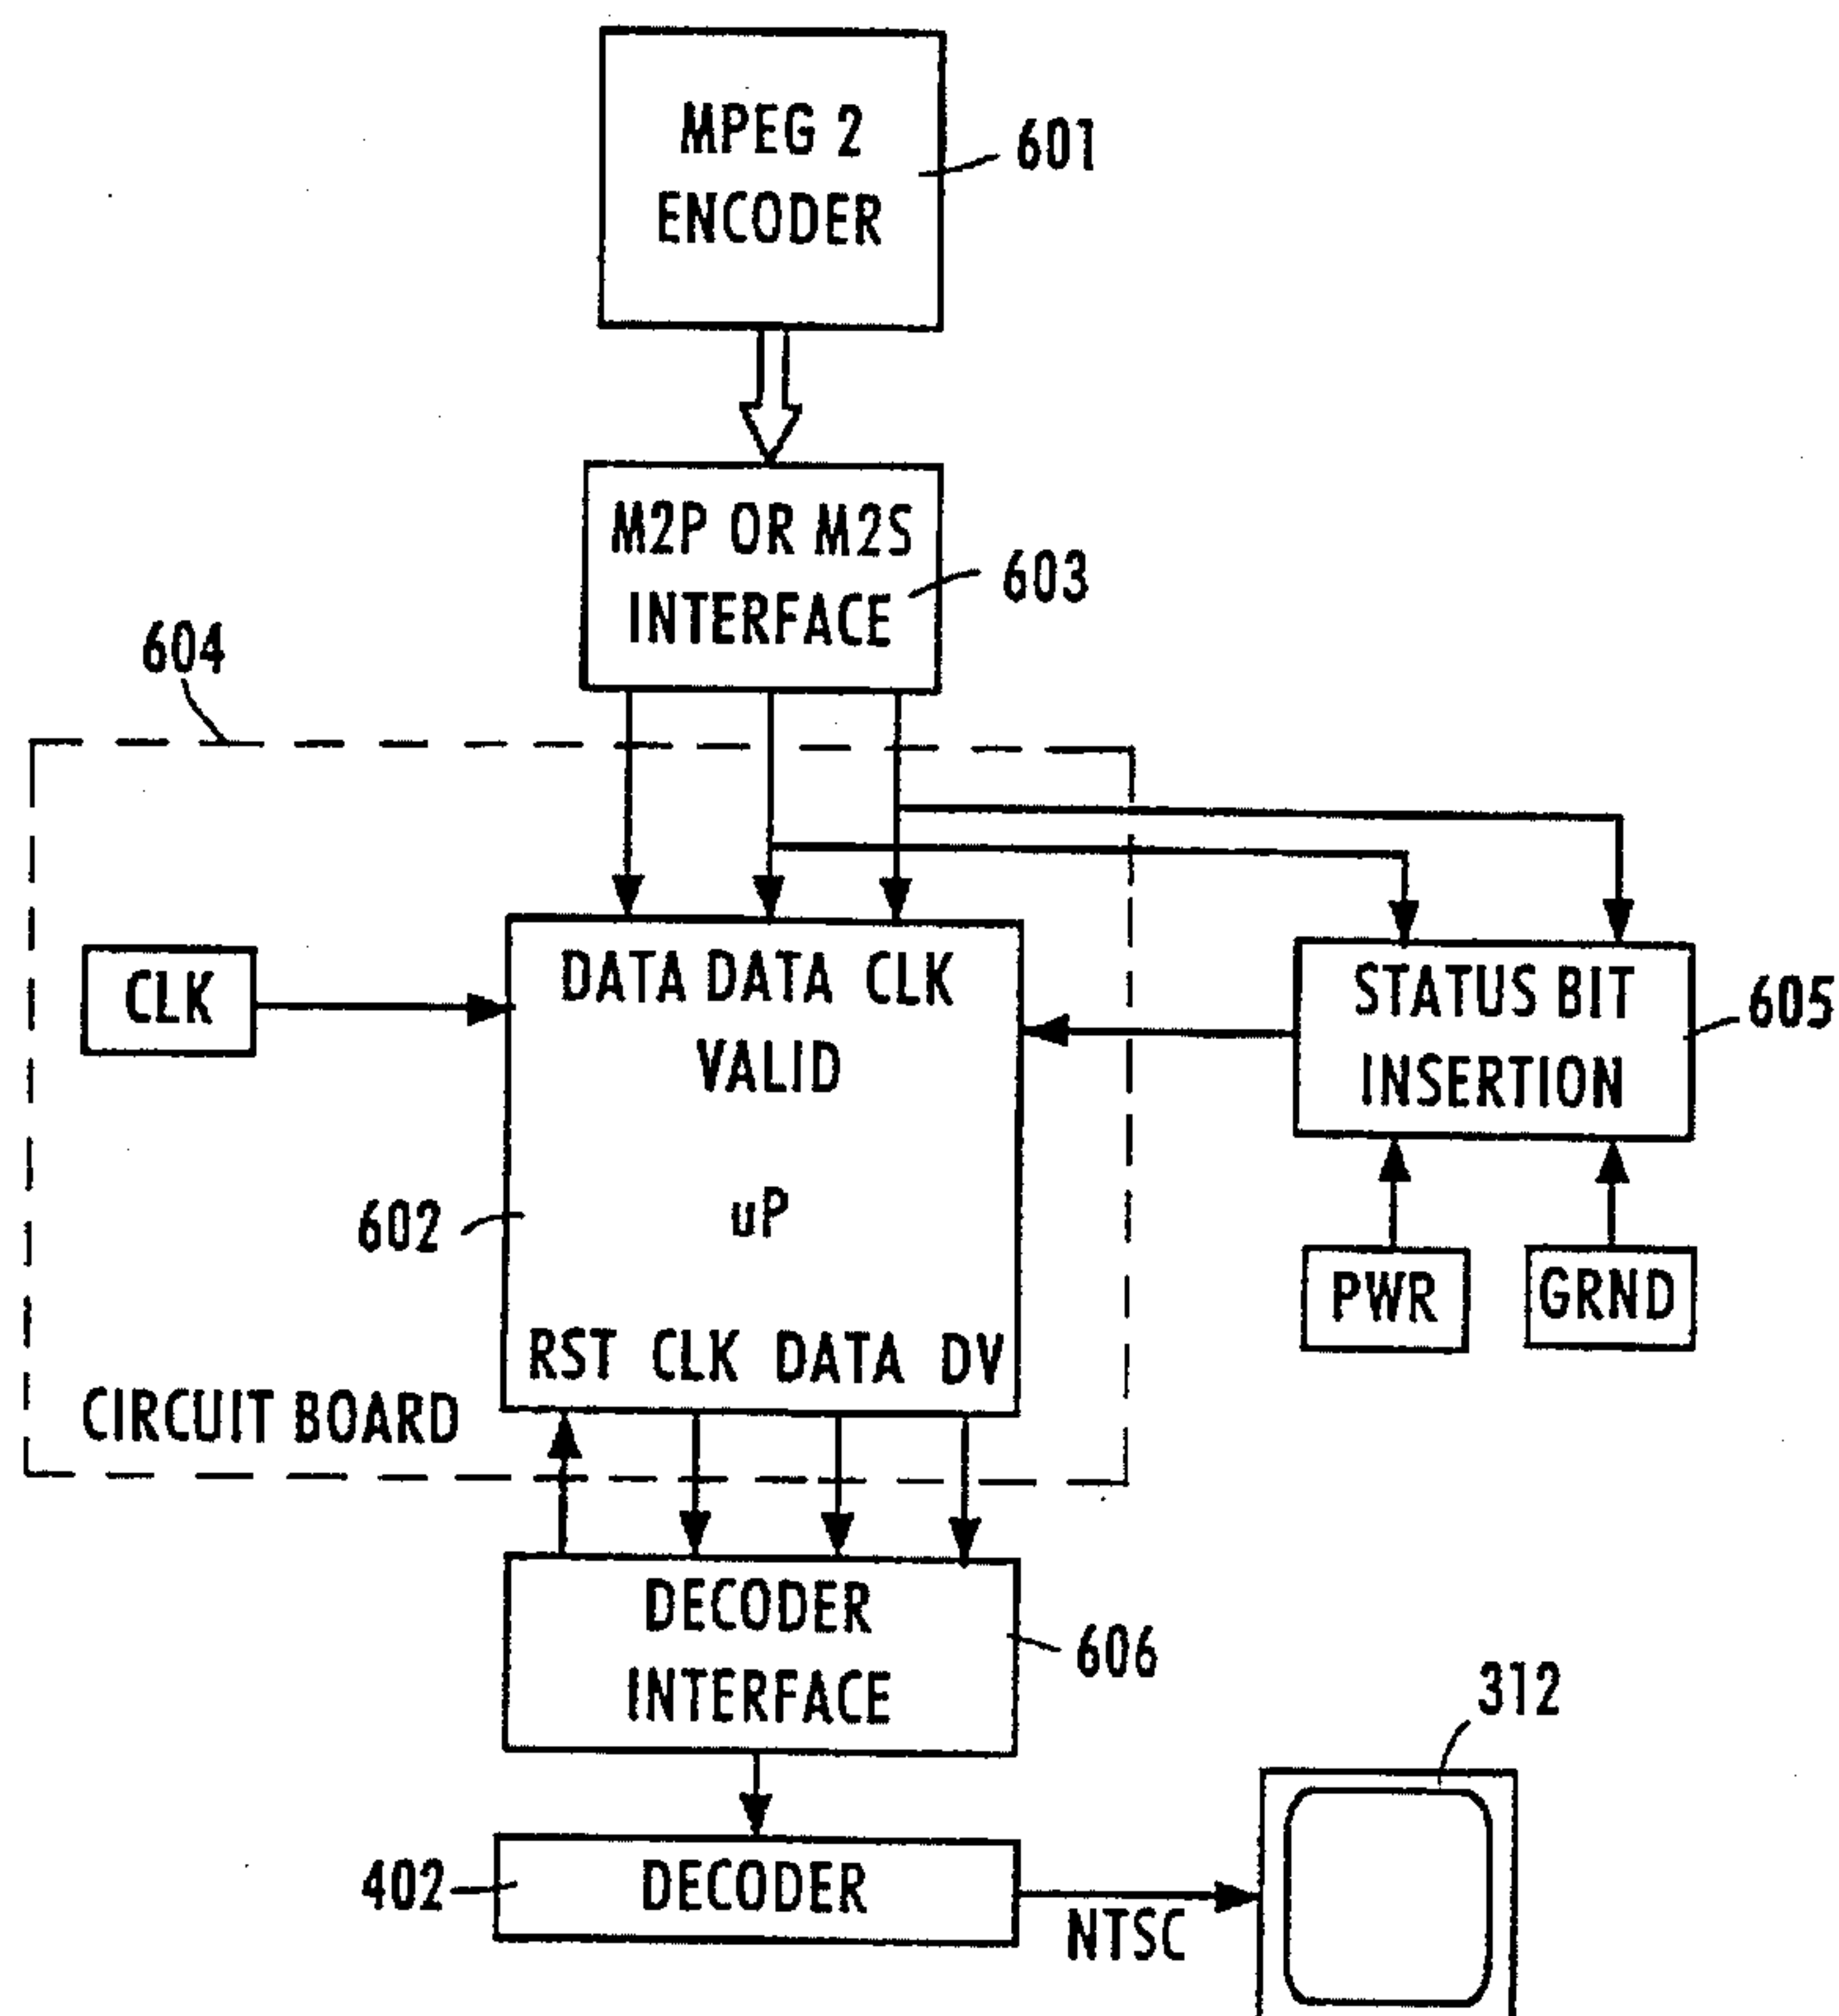 MPEG 2
ENCODER
601
M2P OR M2S
INTERFACE
603
604
CLK
DATA DATA CLK
VALID
STATUS BIT
INSERTION
605
602
uP
PWR
GRND
RST CLK DATA DV
CIRCUIT BOARD
DECODER
INTERFACE
606
312
402
DECODER
NTSC